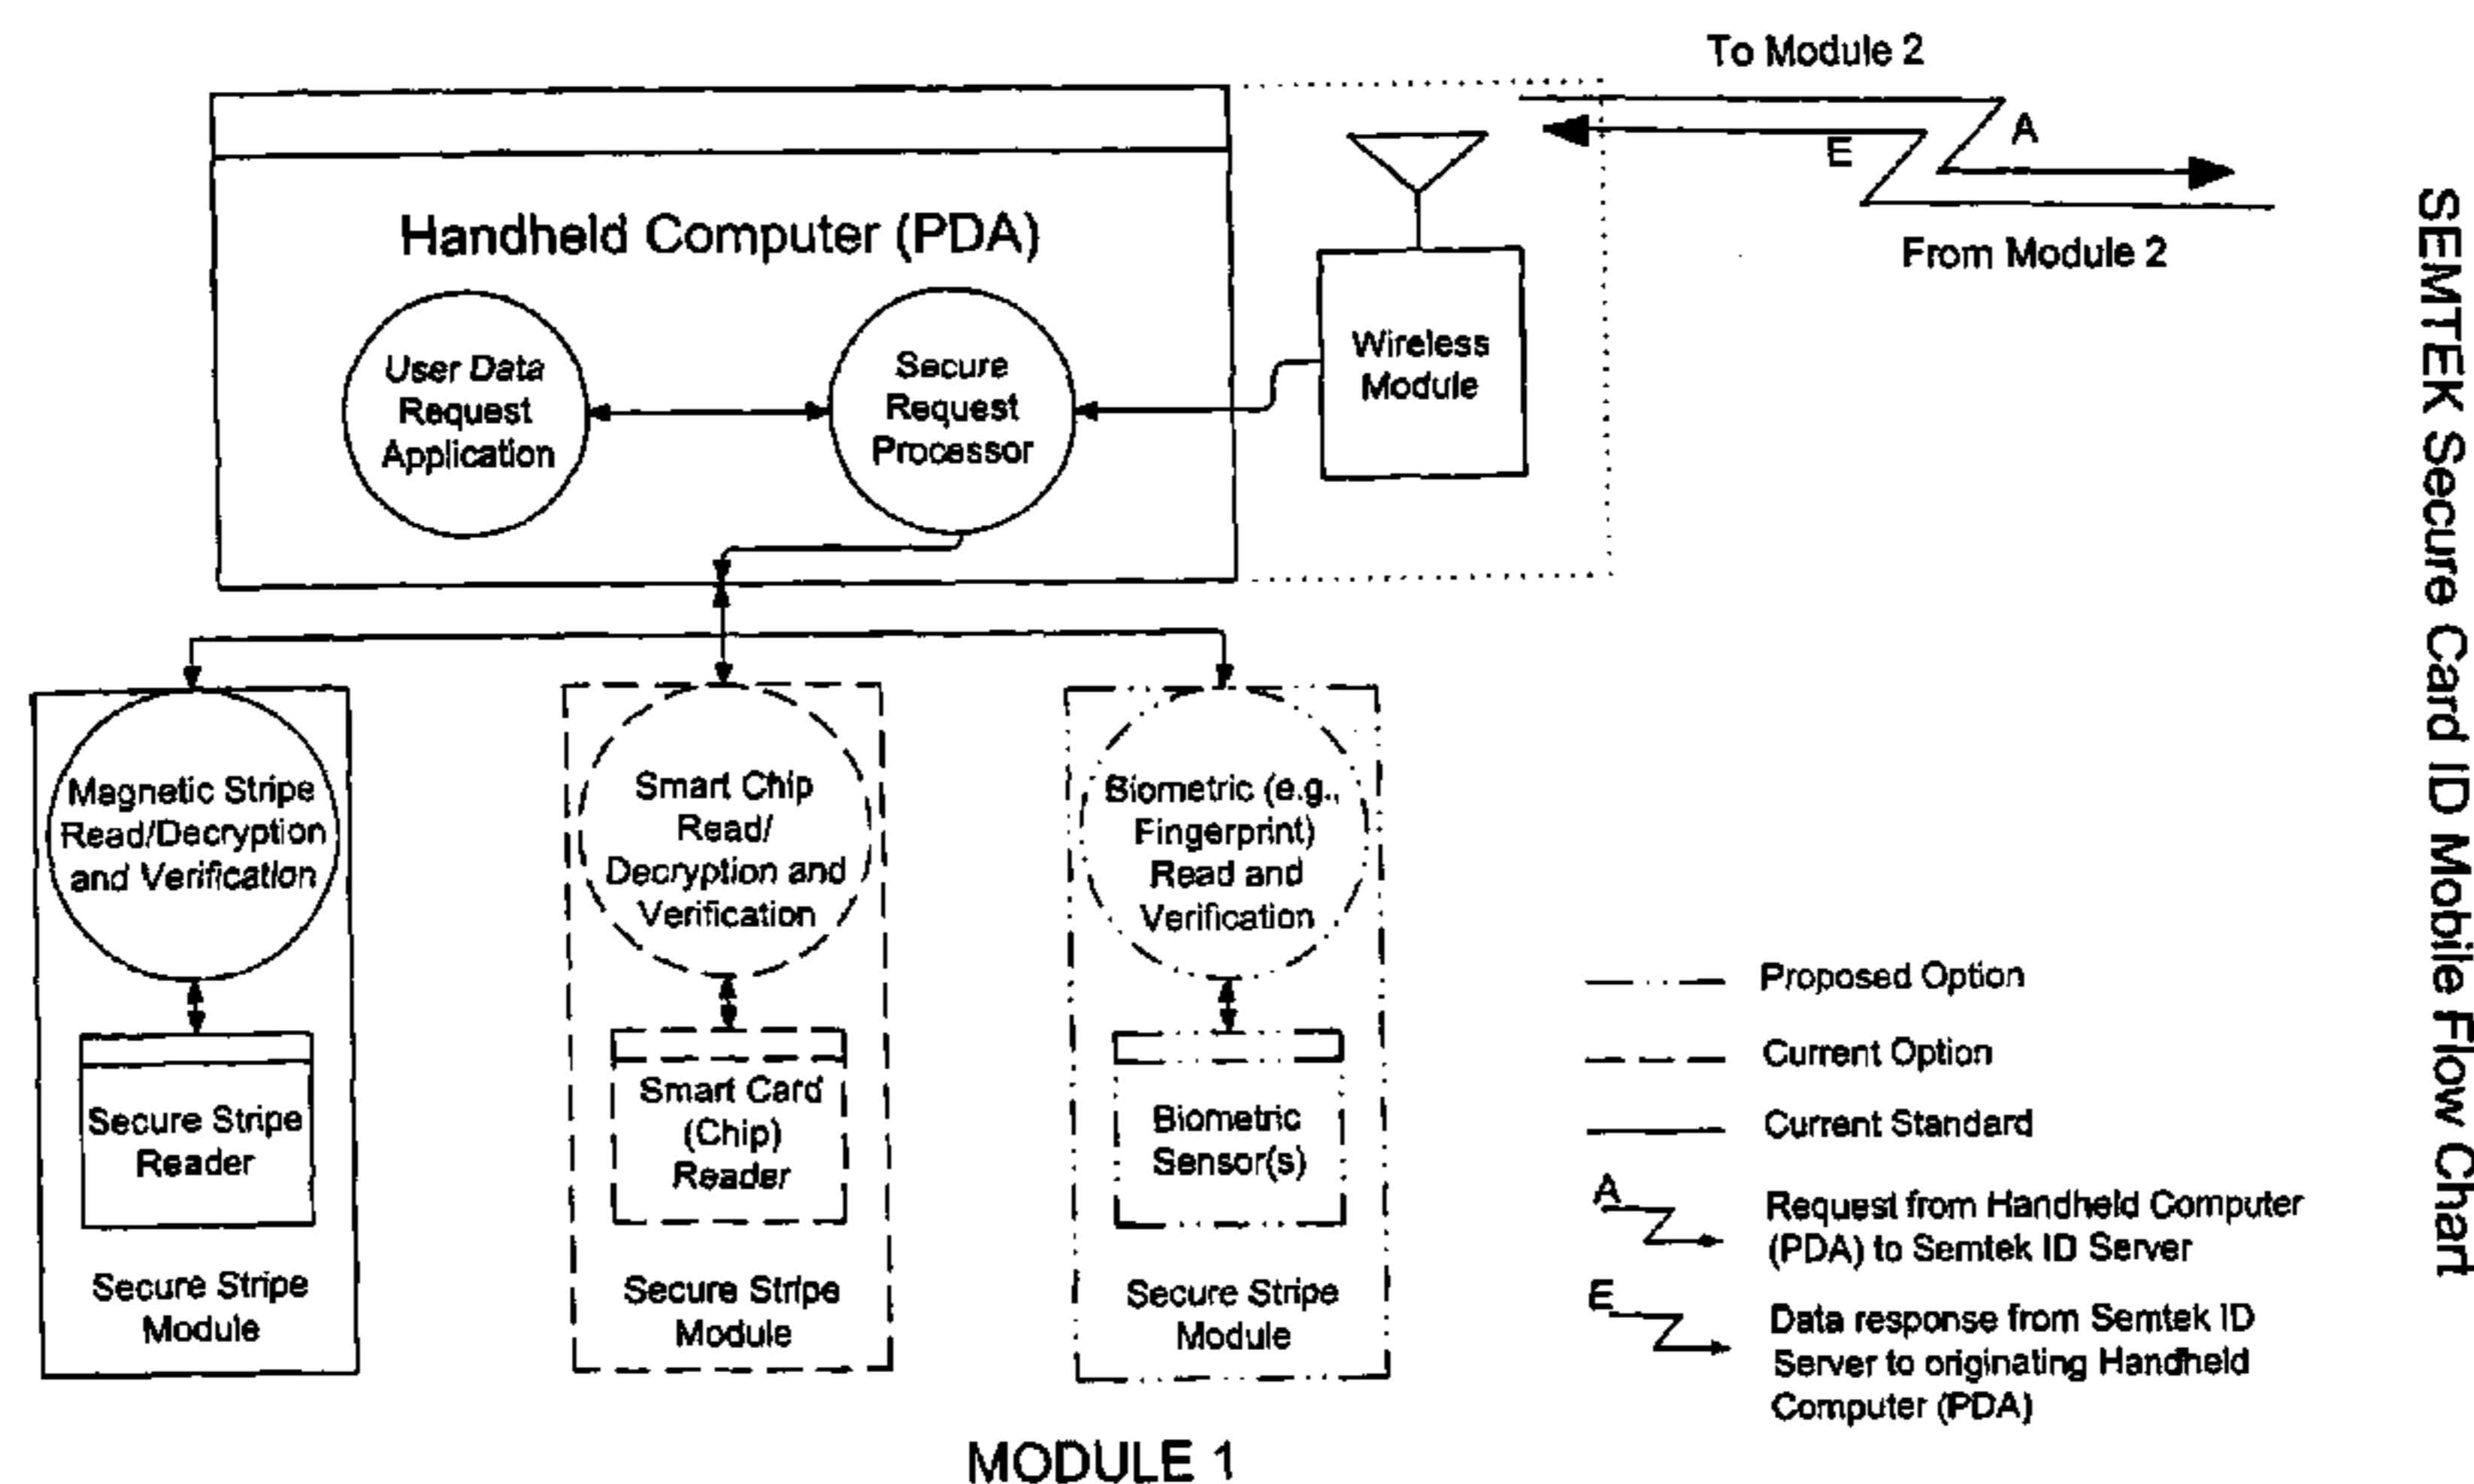 To Module 2
A
E
From Module 2
Handheld Computer (PDA)
User Data
Request
Application
Secure
Request
Processor
Wireless
Module
Magnetic Stripe
Read/Decryption
and Verification
Smart Chip
Read/
Decryption and
Verification
Biometric (e.g.,
Fingerprint)
Read and
Verification
Secure Stripe
Reader
Smart Card
(Chip)
Reader
Biometric
Sensor(s)
Secure Stripe
Module
Secure Stripe
Module
Secure Stripe
Module
Proposed Option
Current Option
Current Standard
A
Request from Handheld Computer
(PDA) to Semtek ID Server
E
Data response from Semtek ID
Server to originating Handheld
Computer (PDA)
MODULE 1
SEMTEK Secure Card ID Mobile Flow Chart